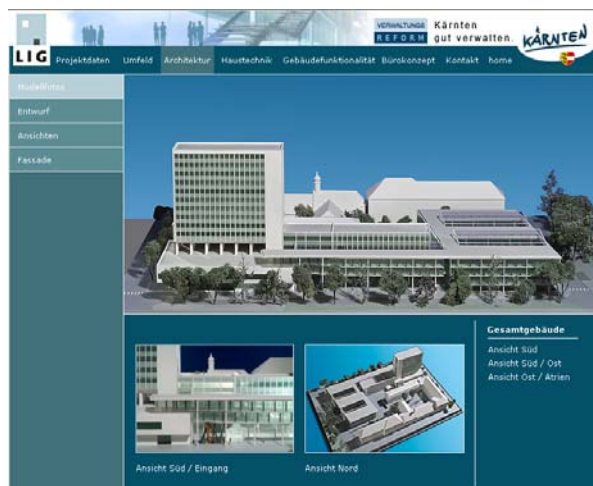 VERWALTUNGS Kärnten
REFORM gut verwalten.
KÄRNTEN
LIG
Projektdaten Umfeld Architektur Haustechnik Gebäudefunktionalität Bürokonzept Kontakt home
Modellfotos
Entwurf
Ansichten
Fassade
Gesamtgebäude
Ansicht Süd
Ansicht Süd / Ost
Ansicht Ost / Atrien
Ansicht Süd / Eingang
Ansicht Nord